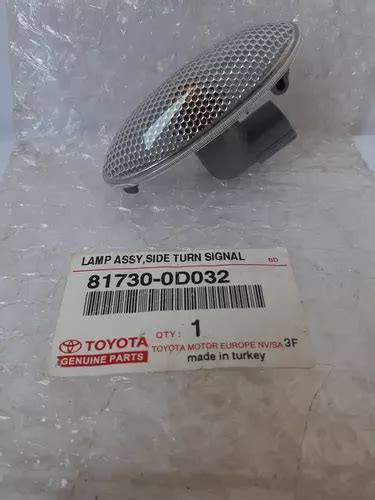 LAMP ASSY,SIDE TURN SIGNAL BD
81730-0D032
TOYOTA
GENUINE PARTS
QTY: 1
TOYOTA MOTOR EUROPE NV/SA 3F
made in turkey